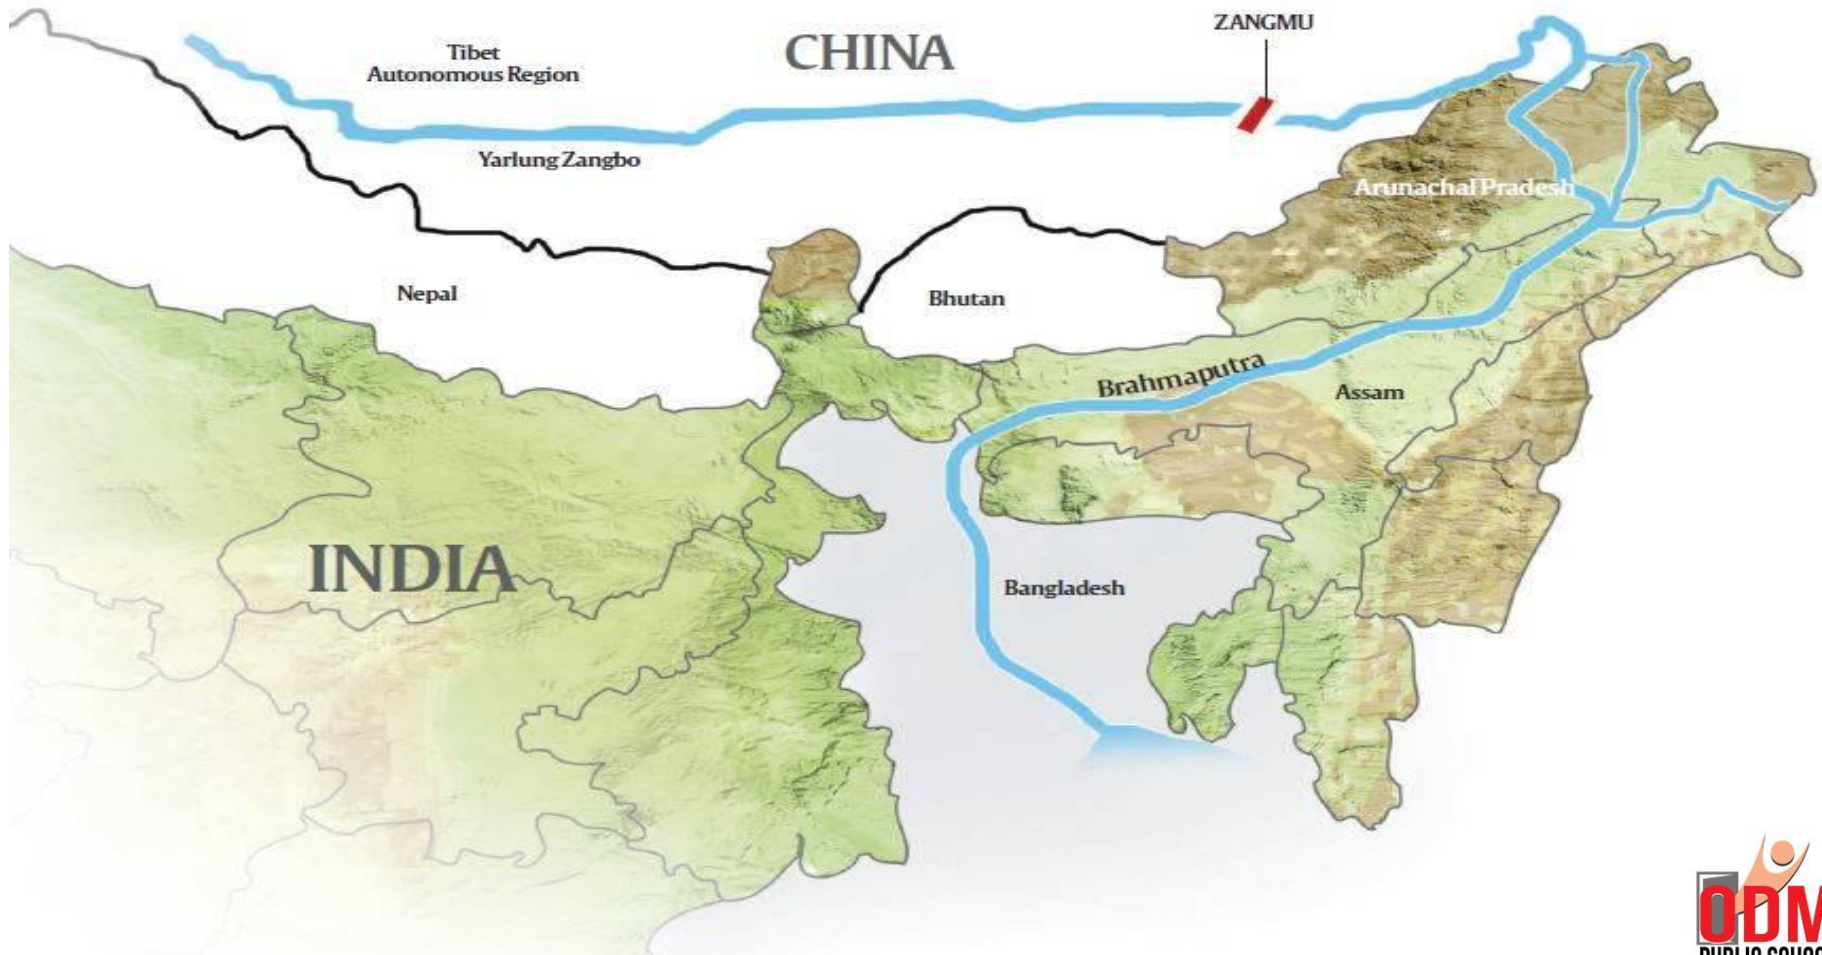 ZANGMU
CHINA
Tibet
Autonomous Region
Yarlung Zangbo
Arunachal Pradesh
Nepal
Bhutan
Brahmaputra
Assam
INDIA
Bangladesh
ODM